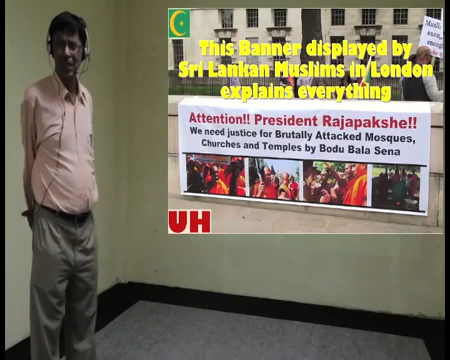 This Banner displayed by
Sri Lankan Muslims in London
explains everything
Attention!! President Rajapakshe!!
We need justice for Brutally Attacked Mosques,
Churches and Temples by Bodu Bala Sena
UH